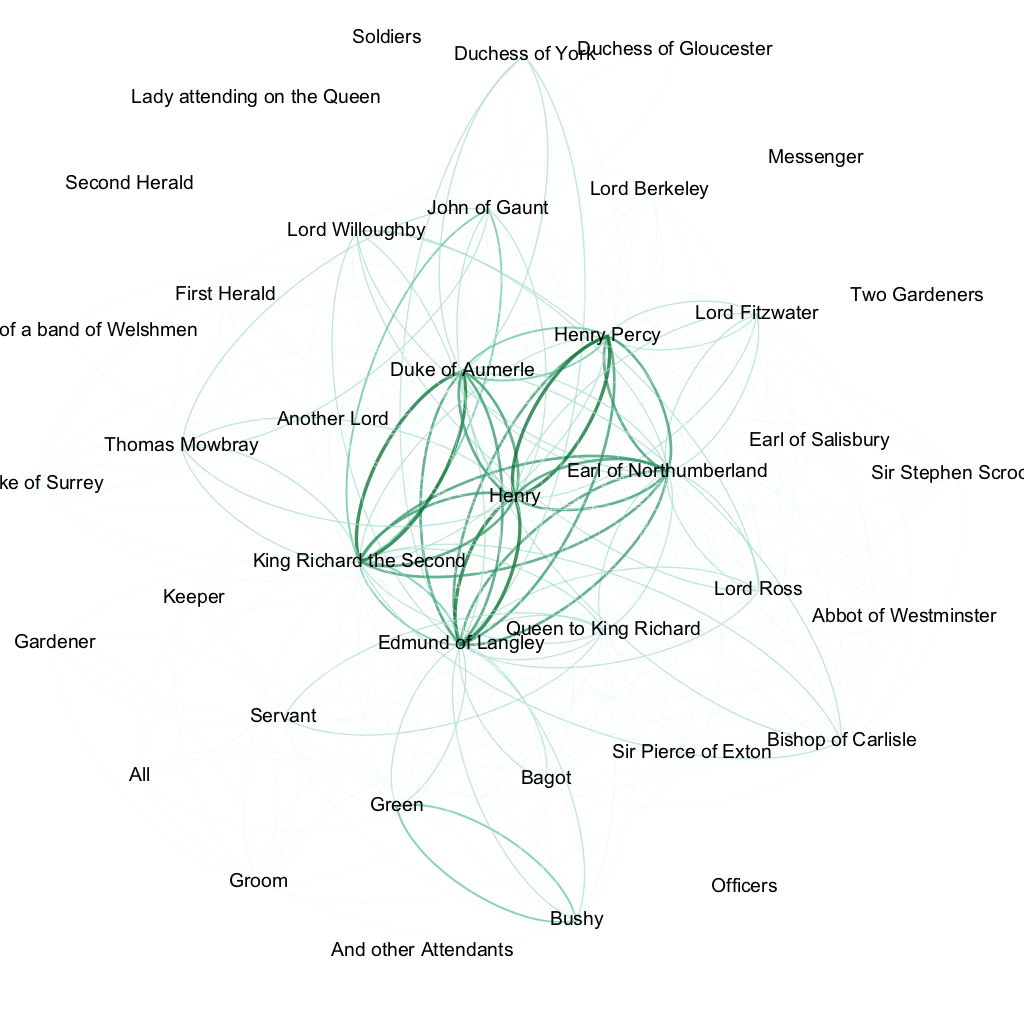 Soldiers
Duchess of York
Duchess of Gloucester
Lady attending on the Queen
Messenger
Second Herald
Lord Berkeley
John of Gaunt
Lord Willoughby
First Herald
Two Gardeners
Lord Fitzwater
of a band of Welshmen
Henry Percy
Duke of Aumerle
Another Lord
Thomas Mowbray
Earl of Salisbury
Earl of Northumberland
Sir Stephen Scroo
ke of Surrey
Henry
King Richard the Second
Lord Ross
Keeper
Abbot of Westminster
Queen to King Richard
Gardener
Edmund of Langley
Servant
Bishop of Carlisle
Sir Pierce of Exton
All
Bagot
Green
Groom
Officers
Bushy
And other Attendants